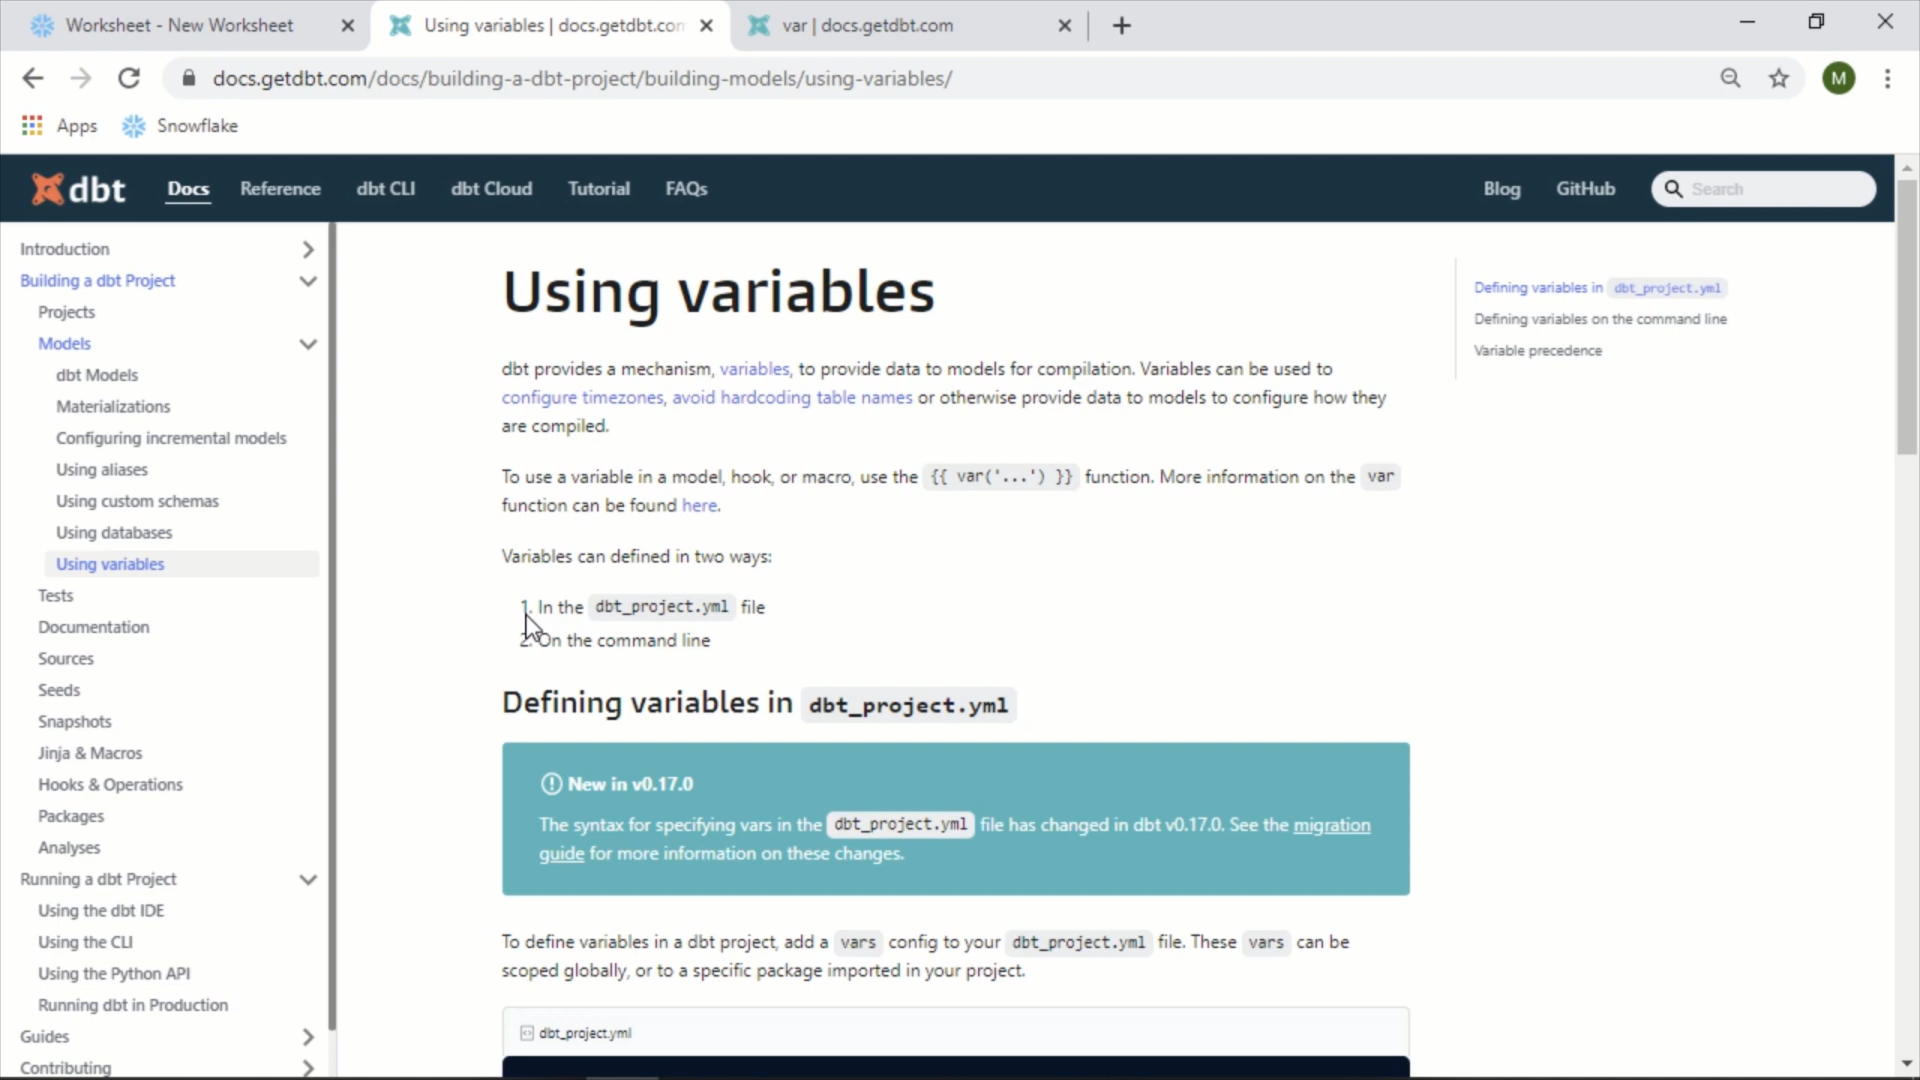 Worksheet - New Worksheet
Using variables | docs.getdbt.com
var | docs.getdbt.com
docs.getdbt.com/docs/building-a-dbt-project/building-models/using-variables/
M
Apps
Snowflake
dbt
Docs
Reference
dbt CLI
dbt Cloud
Tutorial
FAQs
Blog
GitHub
Search
Introduction
Building a dbt Project
Projects
Models
dbt Models
Materializations
Configuring incremental models
Using aliases
Using custom schemas
Using databases
Using variables
Tests
Documentation
Sources
Seeds
Snapshots
Jinja & Macros
Hooks & Operations
Packages
Analyses
Running a dbt Project
Using the dbt IDE
Using the CLI
Using the Python API
Running dbt in Production
Guides
Contributing
Using variables
dbt provides a mechanism, variables, to provide data to models for compilation. Variables can be used to
configure timezones, avoid hardcoding table names or otherwise provide data to models to configure how they
are compiled.
To use a variable in a model, hook, or macro, use the {{ var('...') }} function. More information on the var
function can be found here.
Variables can defined in two ways:
1. In the dbt_project.yml file
2. On the command line
Defining variables in dbt_project.yml
New in v0.17.0
The syntax for specifying vars in the dbt_project.yml file has changed in dbt v0.17.0. See the migration
guide for more information on these changes.
To define variables in a dbt project, add a vars config to your dbt_project.yml file. These vars can be
scoped globally, or to a specific package imported in your project.
dbt_project.yml
Defining variables in dbt_project.yml
Defining variables on the command line
Variable precedence